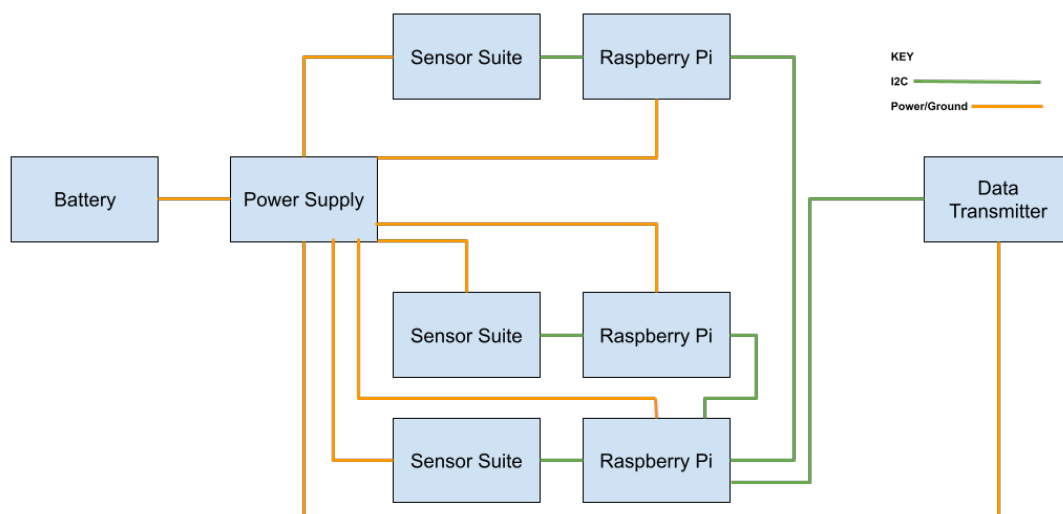 Sensor Suite
Raspberry Pi
KEY
I2C
Power/Ground
Battery
Power Supply
Data
Transmitter
Sensor Suite
Raspberry Pi
Sensor Suite
Raspberry Pi